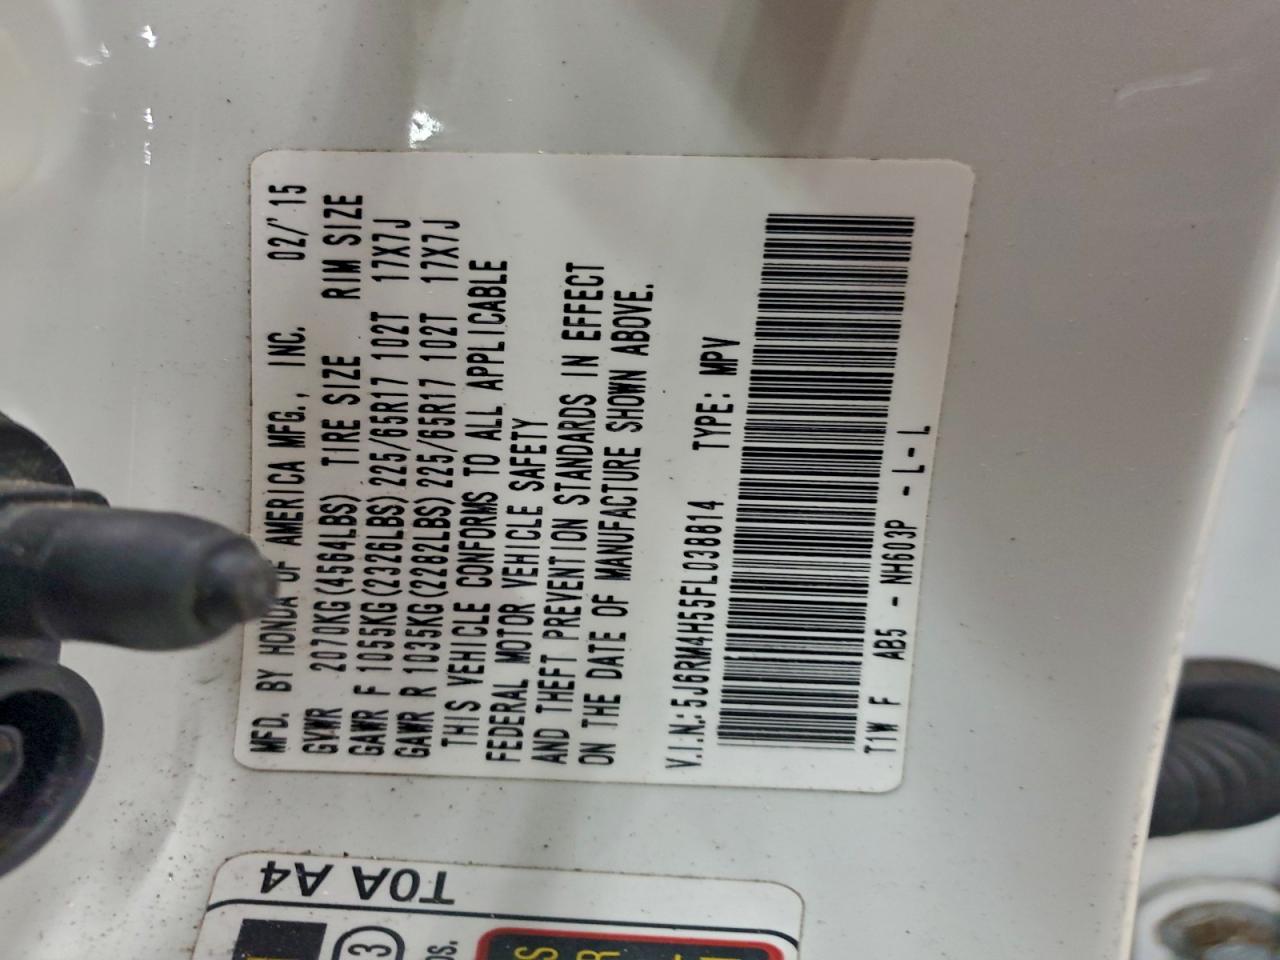 MFD. BY HONDA OF AMERICA MFG., INC. 02/'15
GVWR 2070KG(4564LBS) TIRE SIZE RIM SIZE
GAWR F 1055KG(2326LBS) 225/65R17 102T 17X7J
GAWR R 1035KG(2282LBS) 225/65R17 102T 17X7J
THIS VEHICLE CONFORMS TO ALL APPLICABLE
FEDERAL MOTOR VEHICLE SAFETY
AND THEFT PREVENTION STANDARDS IN EFFECT
ON THE DATE OF MANUFACTURE SHOWN ABOVE.
V.I.N.: 5J6RM4H55FL038814 TYPE: MPV
T1W F AB5 - NH603P - L - L
T0A A4
3